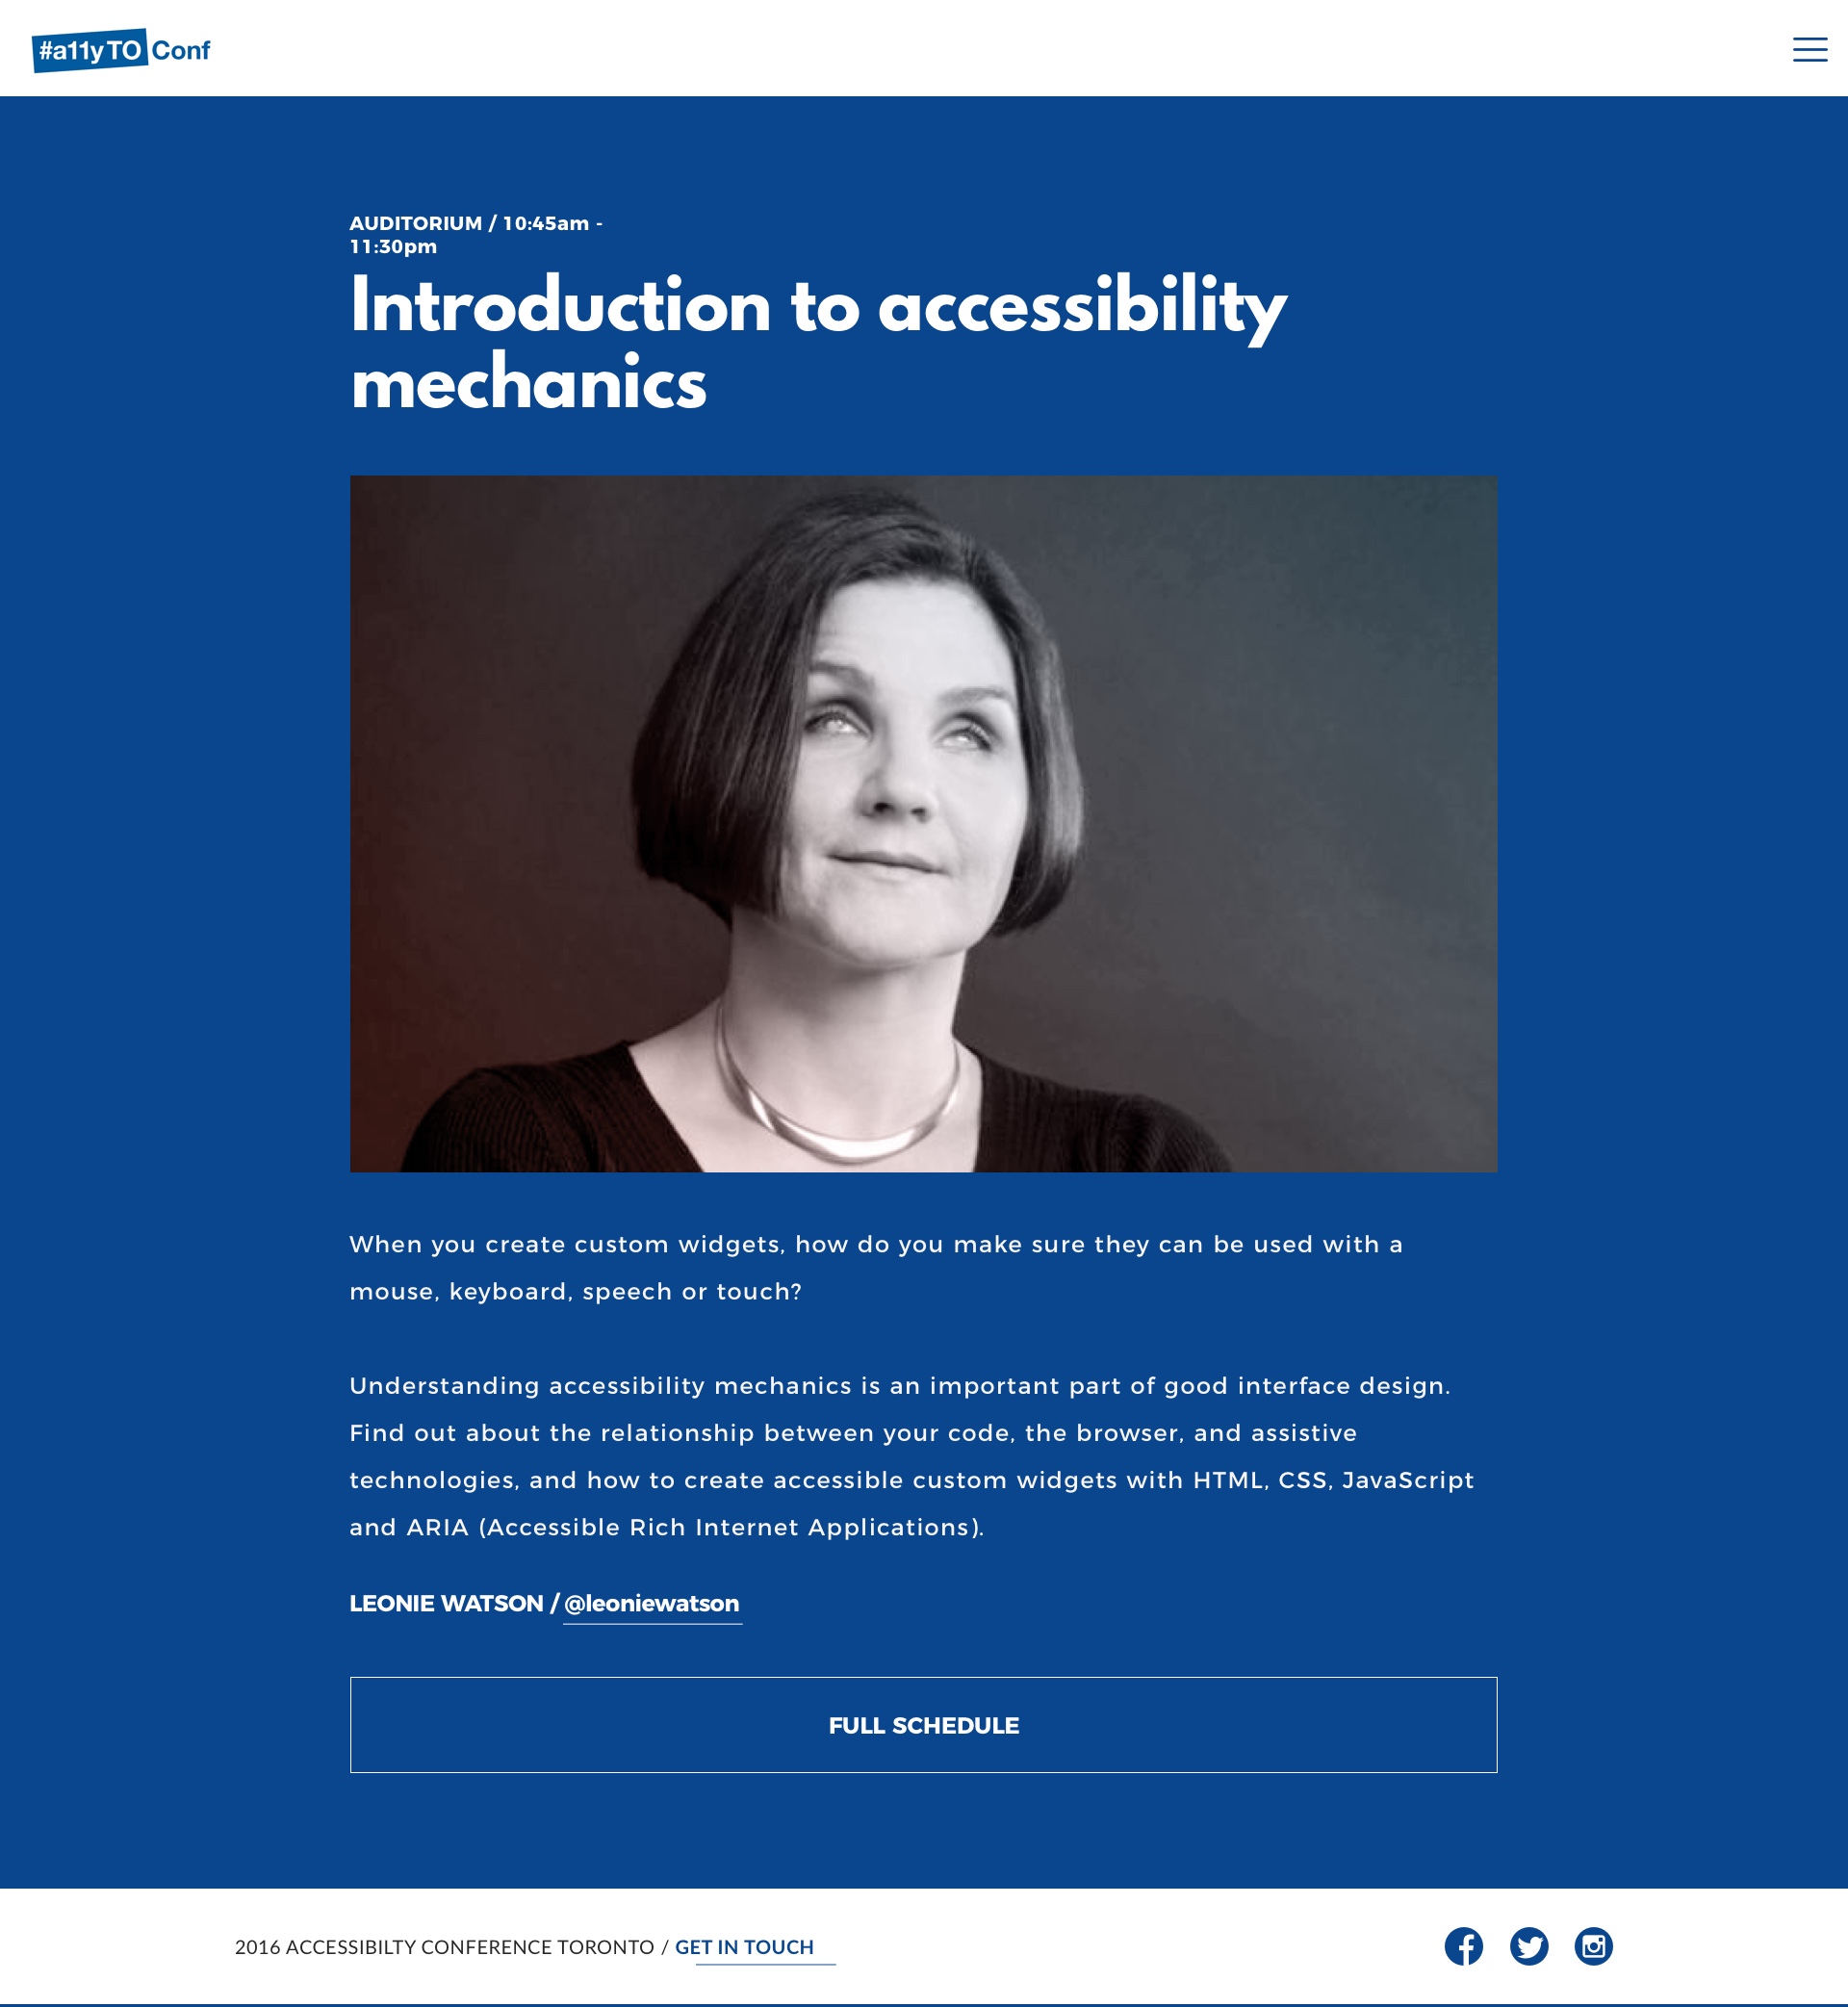 #a11yTO Conf
AUDITORIUM / 10:45am -
11:30pm
Introduction to accessibility
mechanics
When you create custom widgets, how do you make sure they can be used with a
mouse, keyboard, speech or touch?
Understanding accessibility mechanics is an important part of good interface design.
Find out about the relationship between your code, the browser, and assistive
technologies, and how to create accessible custom widgets with HTML, CSS, JavaScript
and ARIA (Accessible Rich Internet Applications).
LEONIE WATSON / @leoniewatson
FULL SCHEDULE
2016 ACCESSIBILTY CONFERENCE TORONTO / GET IN TOUCH